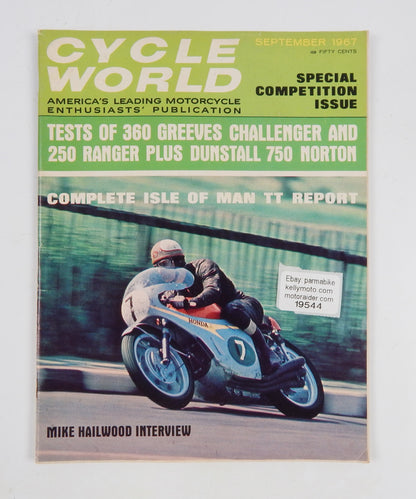 CYCLE
WORLD
SEPTEMBER 1967
FIFTY CENTS
SPECIAL
COMPETITION
ISSUE
AMERICA'S LEADING MOTORCYCLE
ENTHUSIASTS' PUBLICATION
TESTS OF 360 GREEVES CHALLENGER AND
250 RANGER PLUS DUNSTALL 750 NORTON
COMPLETE ISLE OF MAN TT REPORT
Ebay. parmabike
kellymoto.com
motoraider.com
19544
7
HONDA
7
MIKE HAILWOOD INTERVIEW